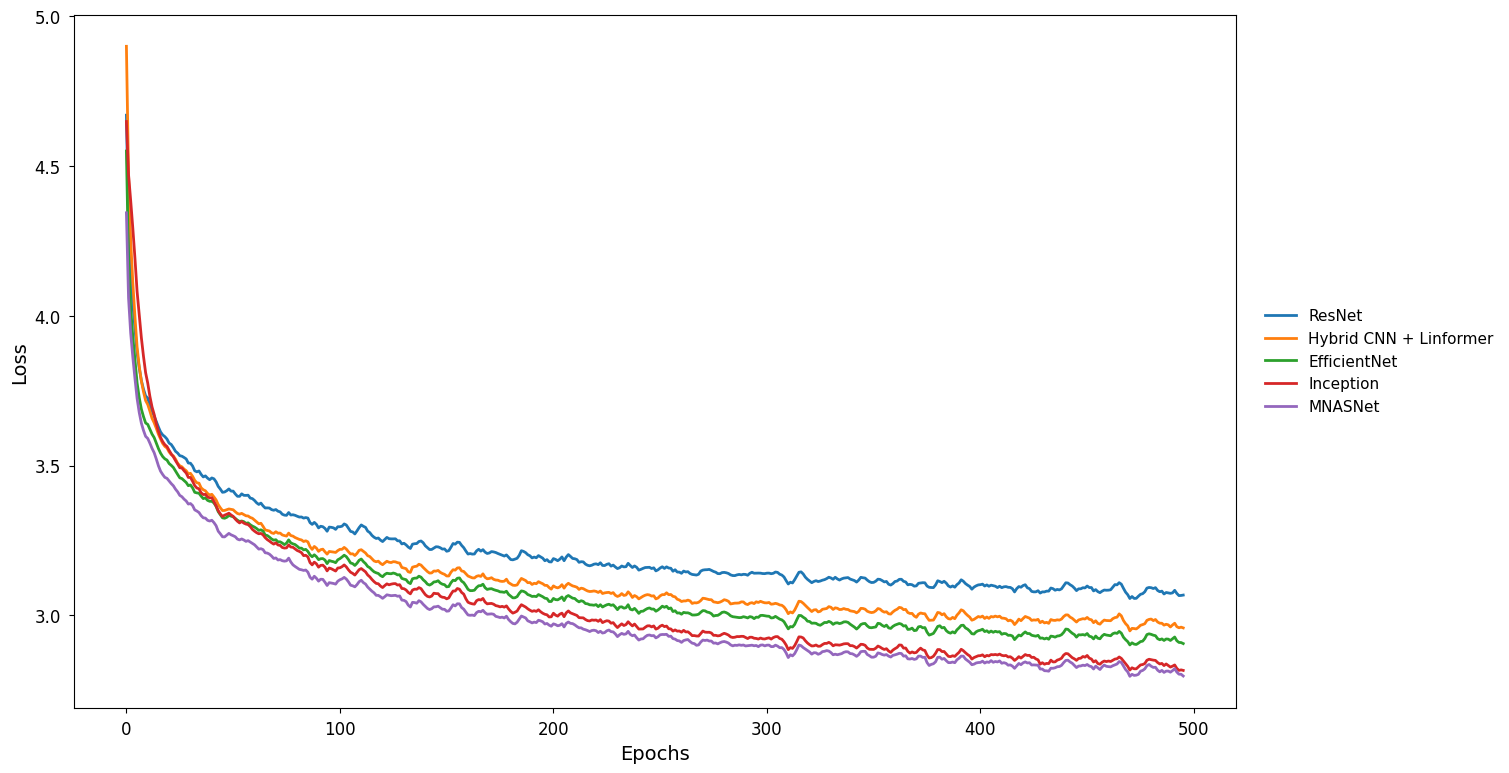 5.0
4.5
4.0
3.5
3.0
Loss
0
100
200
300
400
500
Epochs
ResNet
Hybrid CNN + Linformer
EfficientNet
Inception
MNASNet